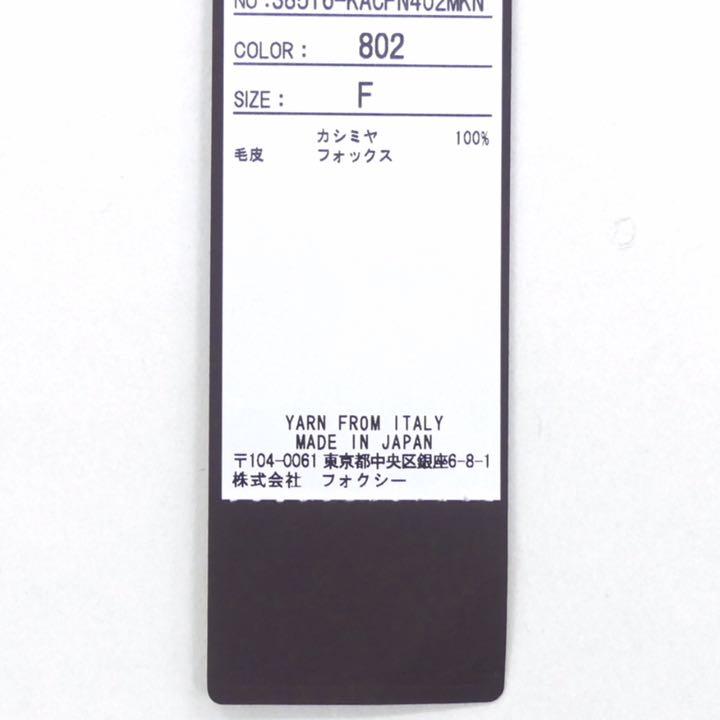 COLOR : 802
SIZE : F
カシミヤ 100%
毛皮 フォックス
YARN FROM ITALY
MADE IN JAPAN
〒104-0061 東京都中央区銀座6-8-1
株式会社 フォクシー